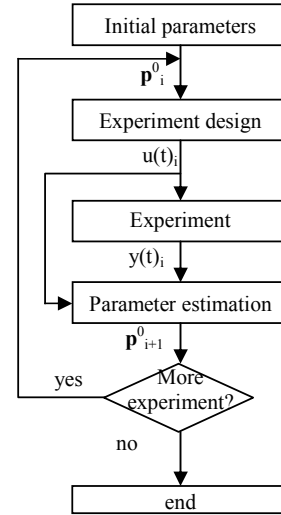 Initial parameters
p⁰ᵢ
Experiment design
u(t)ᵢ
Experiment
y(t)ᵢ
Parameter estimation
p⁰ᵢ₊₁
yes
More
experiment?
no
end